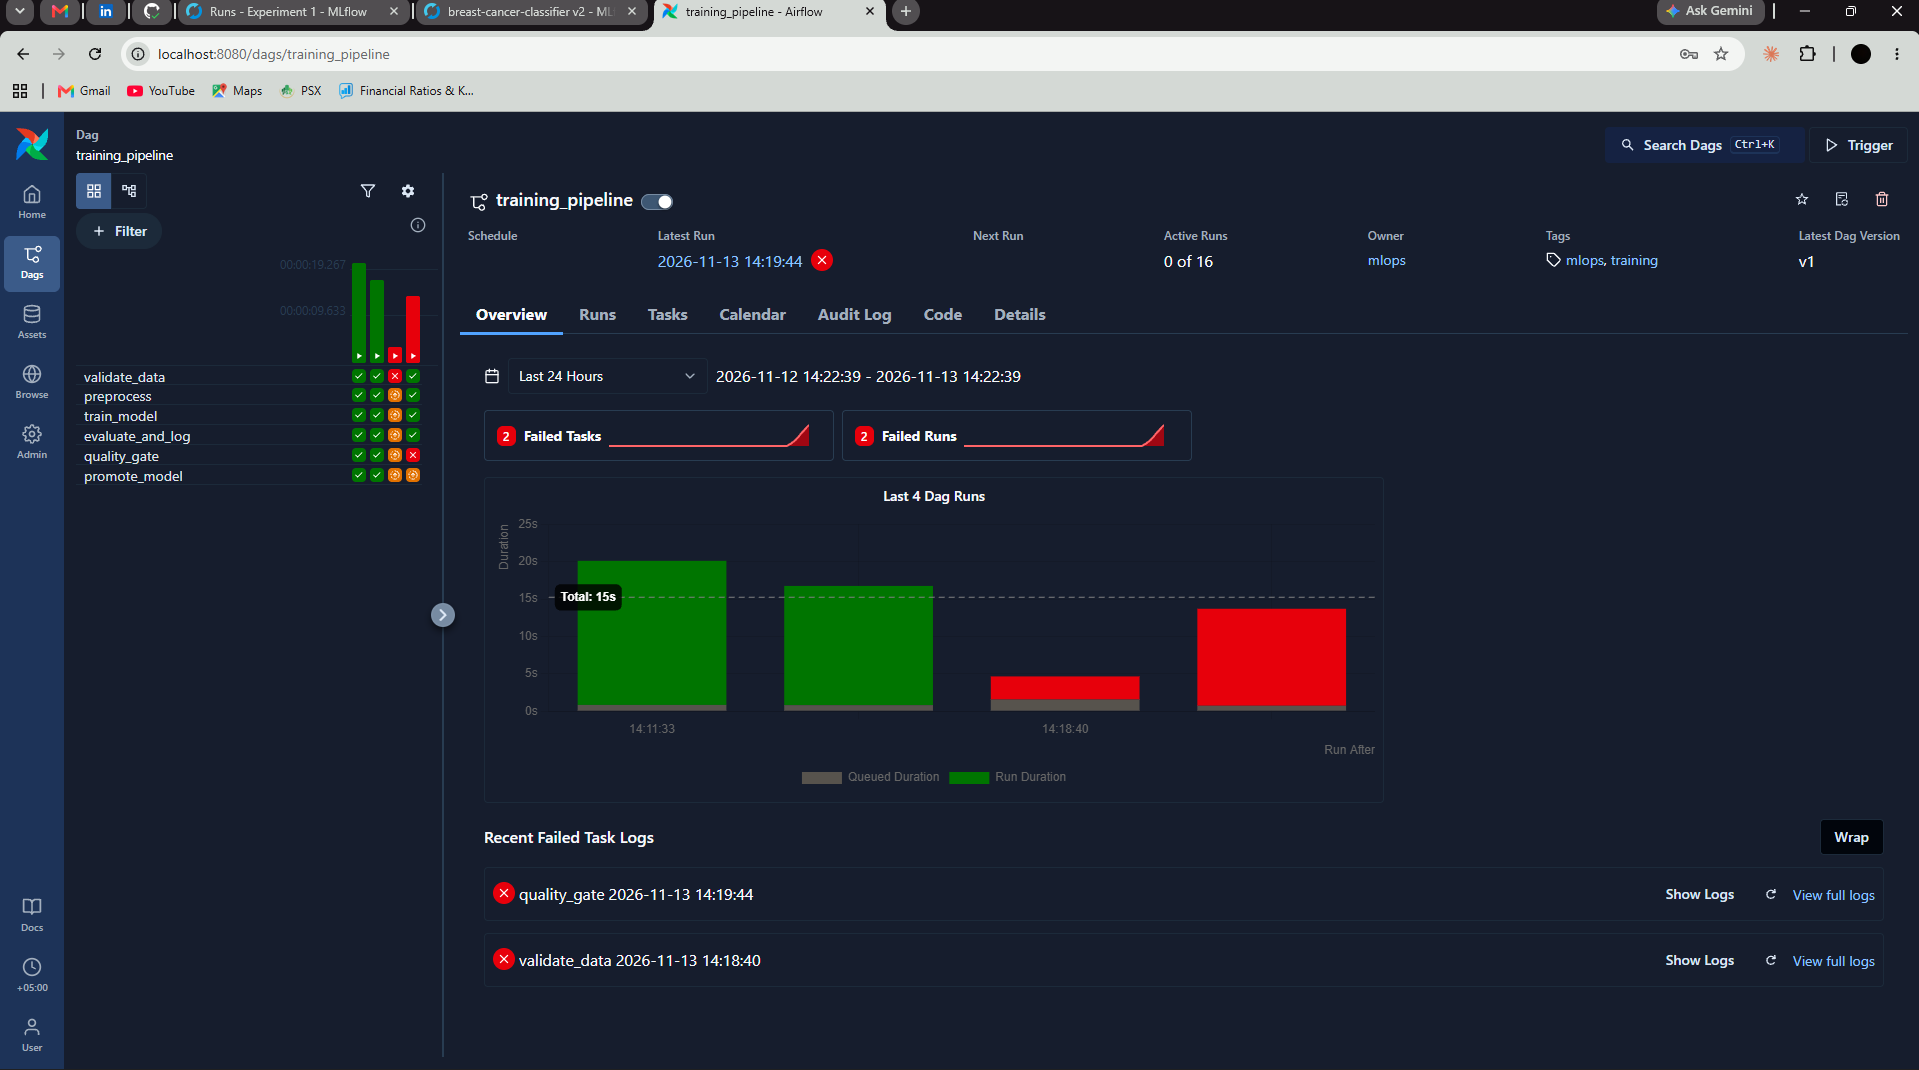 Runs - Experiment 1 - MLflow
breast-cancer-classifier v2 - ML
training_pipeline - Airflow
Ask Gemini
localhost:8080/dags/training_pipeline
Gmail
YouTube
Maps
PSX
Financial Ratios & K...
Dag
training_pipeline
Search Dags Ctrl+K
Trigger
Home
Dags
Assets
Browse
Admin
Docs
+05:00
User
Filter
00:00:19.267
00:00:09.633
validate_data
preprocess
train_model
evaluate_and_log
quality_gate
promote_model
training_pipeline
Schedule
Latest Run
2026-11-13 14:19:44
Next Run
Active Runs
0 of 16
Owner
mlops
Tags
mlops, training
Latest Dag Version
v1
Overview
Runs
Tasks
Calendar
Audit Log
Code
Details
Last 24 Hours
2026-11-12 14:22:39 - 2026-11-13 14:22:39
2 Failed Tasks
2 Failed Runs
Last 4 Dag Runs
Duration
25s
20s
15s
10s
5s
0s
Total: 15s
14:11:33
14:18:40
Run After
Queued Duration
Run Duration
Recent Failed Task Logs
Wrap
quality_gate 2026-11-13 14:19:44
Show Logs
View full logs
validate_data 2026-11-13 14:18:40
Show Logs
View full logs